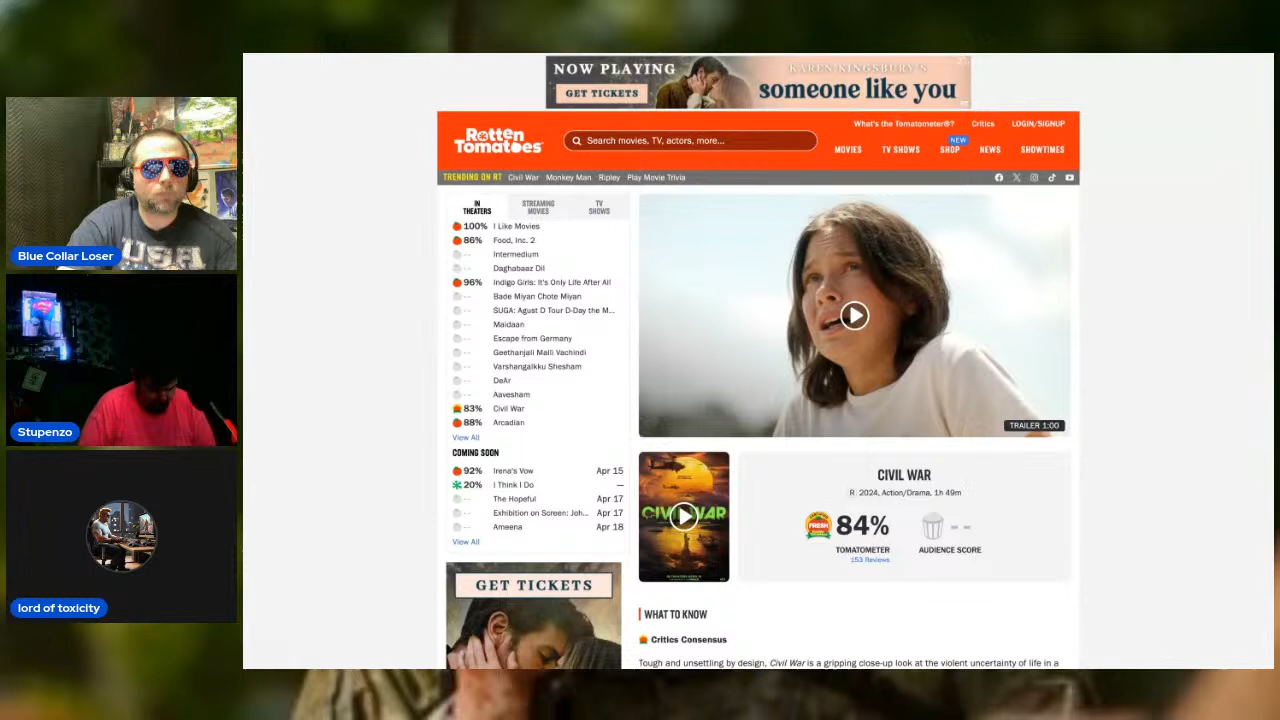 NOW PLAYING
GET TICKETS
KAREN KINGSBURY'S
someone like you
Rotten
Tomatoes
Search movies, TV, actors, more...
What's the Tomatometer®?
Critics
LOGIN/SIGNUP
NEW
MOVIES
TV SHOWS
SHOP
NEWS
SHOWTIMES
TRENDING ON RT
Civil War
Monkey Man
Ripley
Play Movie Trivia
IN
THEATERS
STREAMING
MOVIES
TV
SHOWS
100% I Like Movies
86% Food, Inc. 2
- - Intermedium
- - Daghabaaz Dil
96% Indigo Girls: It's Only Life After All
- - Bade Miyan Chote Miyan
- - SUGA: Agust D Tour D-Day the M...
- - Maidaan
- - Escape from Germany
- - Geethanjali Malli Vachindi
- - Varshangalkku Shesham
- - DeAr
- - Aavesham
83% Civil War
88% Arcadian
View All
COMING SOON
92% Irena's Vow Apr 15
20% I Think I Do —
- - The Hopeful Apr 17
- - Exhibition on Screen: Joh... Apr 17
- - Ameena Apr 18
View All
GET TICKETS
TRAILER 1:00
CIVIL WAR
CIVIL WAR
R 2024, Action/Drama, 1h 49m
FRESH
84%
- -
TOMATOMETER
AUDIENCE SCORE
153 Reviews
WHAT TO KNOW
Critics Consensus
Tough and unsettling by design, Civil War is a gripping close-up look at the violent uncertainty of life in a
USA
Blue Collar Loser
Stupenzo
lord of toxicity